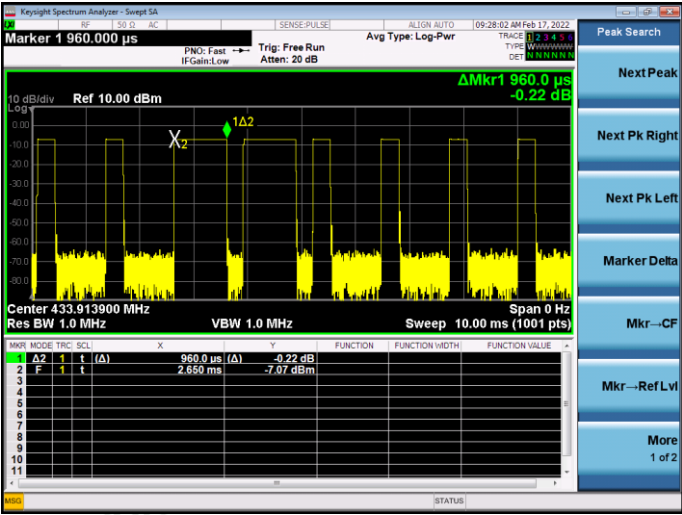 Keysight Spectrum Analyzer - Swept SA
RF 50 Ω AC SENSE:PULSE ALIGN AUTO 09:28:02 AM Feb 17, 2022
Marker 1 960.000 µs
PNO: Fast
IFGain:Low
Trig: Free Run
Atten: 20 dB
Avg Type: Log-Pwr
TRACE 1 2 3 4 5 6
TYPE WWWWWW
DET N N N N N N
Peak Search
ΔMkr1 960.0 µs
-0.22 dB
10 dB/div Ref 10.00 dBm
Log
0.00
-10.0
-20.0
-30.0
-40.0
-50.0
-60.0
-70.0
-80.0
1Δ2
X2
Center 433.913900 MHz Span 0 Hz
Res BW 1.0 MHz VBW 1.0 MHz Sweep 10.00 ms (1001 pts)
MKR MODE TRC SCL X Y FUNCTION FUNCTION WIDTH FUNCTION VALUE
1 Δ2 1 t (Δ) 960.0 µs (Δ) -0.22 dB
2 F 1 t 2.650 ms -7.07 dBm
3
4
5
6
7
8
9
10
11
MSG STATUS
Next Peak
Next Pk Right
Next Pk Left
Marker Delta
Mkr→CF
Mkr→Ref Lvl
More
1 of 2